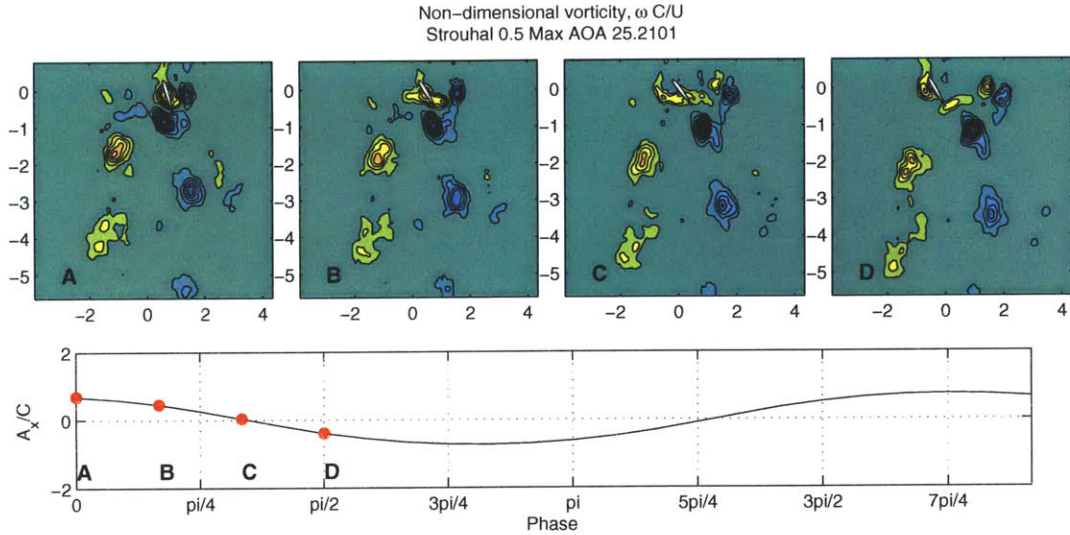 Non-dimensional vorticity, ω C/U
Strouhal 0.5 Max AOA 25.2101
0 0 0 0
-1 -1 -1 -1
-2 -2 -2 -2
-3 -3 -3 -3
-4 -4 -4 -4
-5 -5 -5 -5
A B C D
-2 0 2 4 -2 0 2 4 -2 0 2 4 -2 0 2 4
2
A_x/C
0
A B C D
-2
0 pi/4 pi/2 3pi/4 pi 5pi/4 3pi/2 7pi/4
Phase